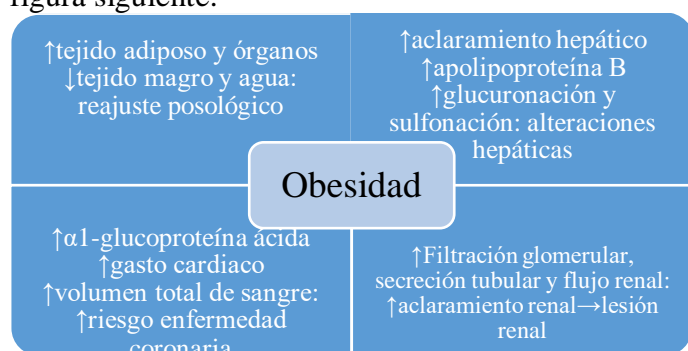 figura siguiente.
↑tejido adiposo y órganos
↓tejido magro y agua:
reajuste posológico
↑aclaramiento hepático
↑apolipoproteína B
↑glucuronación y
sulfonación: alteraciones
hepáticas
Obesidad
↑α1-glucoproteína ácida
↑gasto cardiaco
↑volumen total de sangre:
↑riesgo enfermedad
coronaria
↑Filtración glomerular,
secreción tubular y flujo renal:
↑aclaramiento renal→lesión
renal